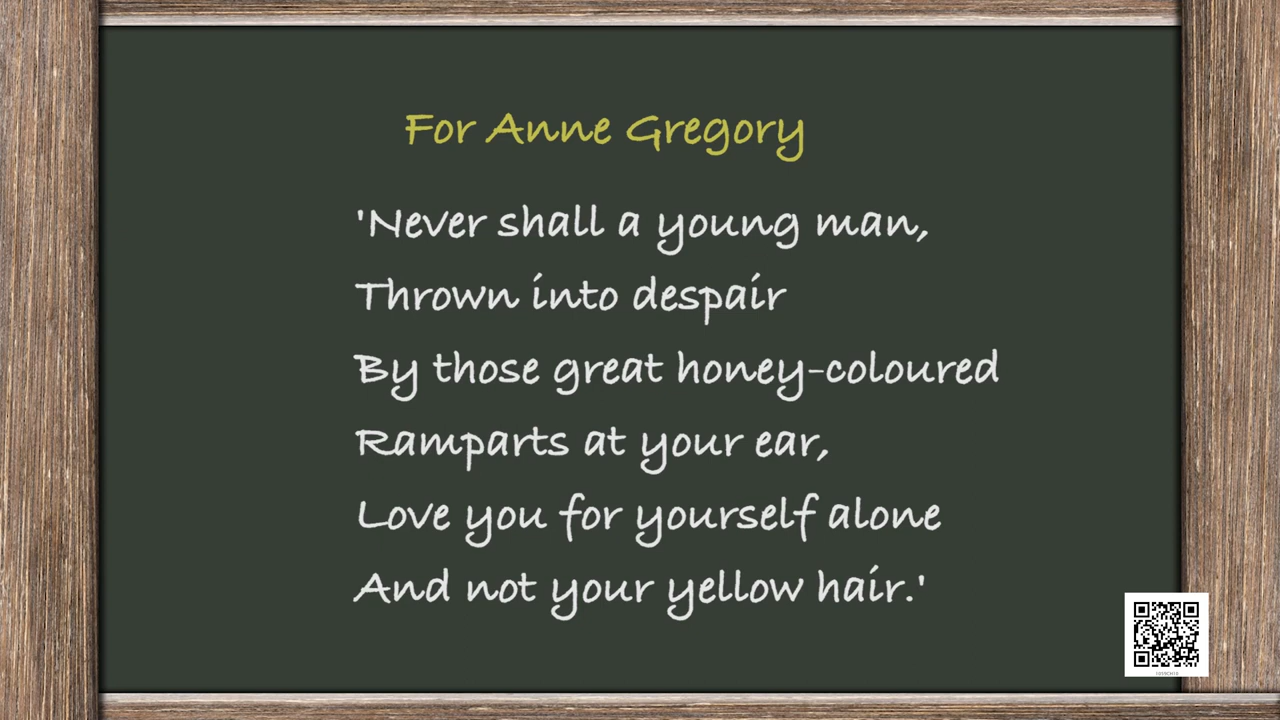 For Anne Gregory
'Never shall a young man,
Thrown into despair
By those great honey-coloured
Ramparts at your ear,
Love you for yourself alone
And not your yellow hair.'